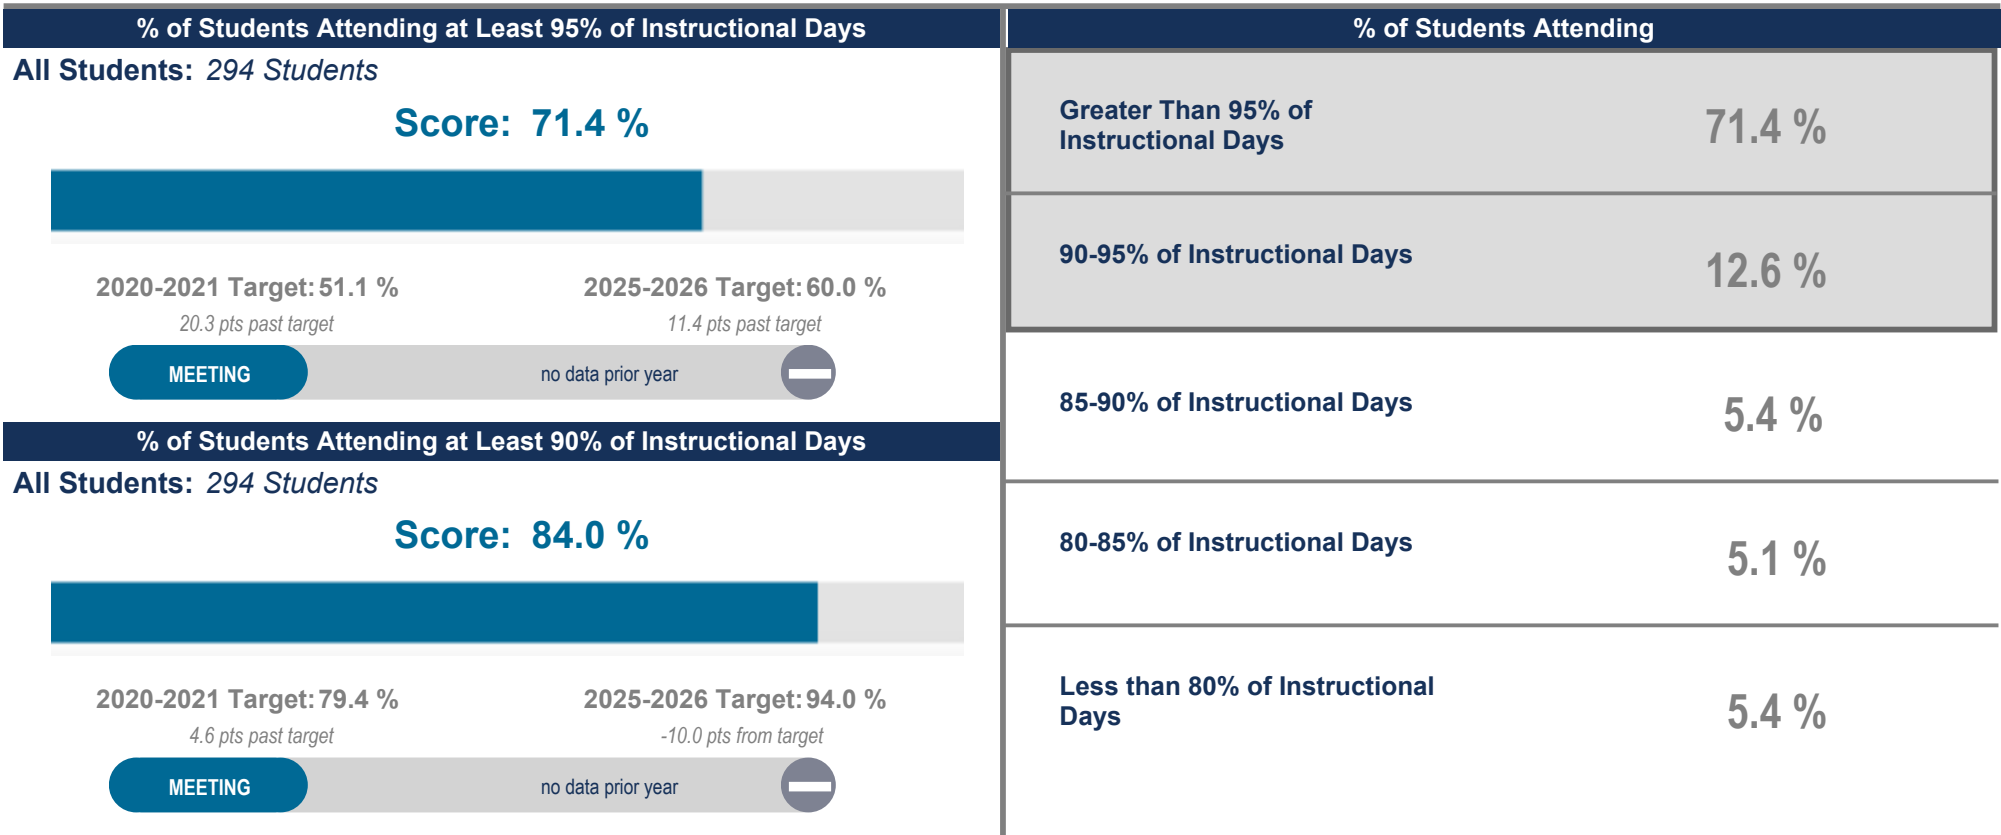 % of Students Attending at Least 95% of Instructional Days
All Students: 294 Students
Score: 71.4 %
2020-2021 Target: 51.1 %
20.3 pts past target
2025-2026 Target: 60.0 %
11.4 pts past target
MEETING
no data prior year
% of Students Attending at Least 90% of Instructional Days
All Students: 294 Students
Score: 84.0 %
2020-2021 Target: 79.4 %
4.6 pts past target
2025-2026 Target: 94.0 %
-10.0 pts from target
MEETING
no data prior year
% of Students Attending
Greater Than 95% of
Instructional Days
71.4 %
90-95% of Instructional Days
12.6 %
85-90% of Instructional Days
5.4 %
80-85% of Instructional Days
5.1 %
Less than 80% of Instructional
Days
5.4 %